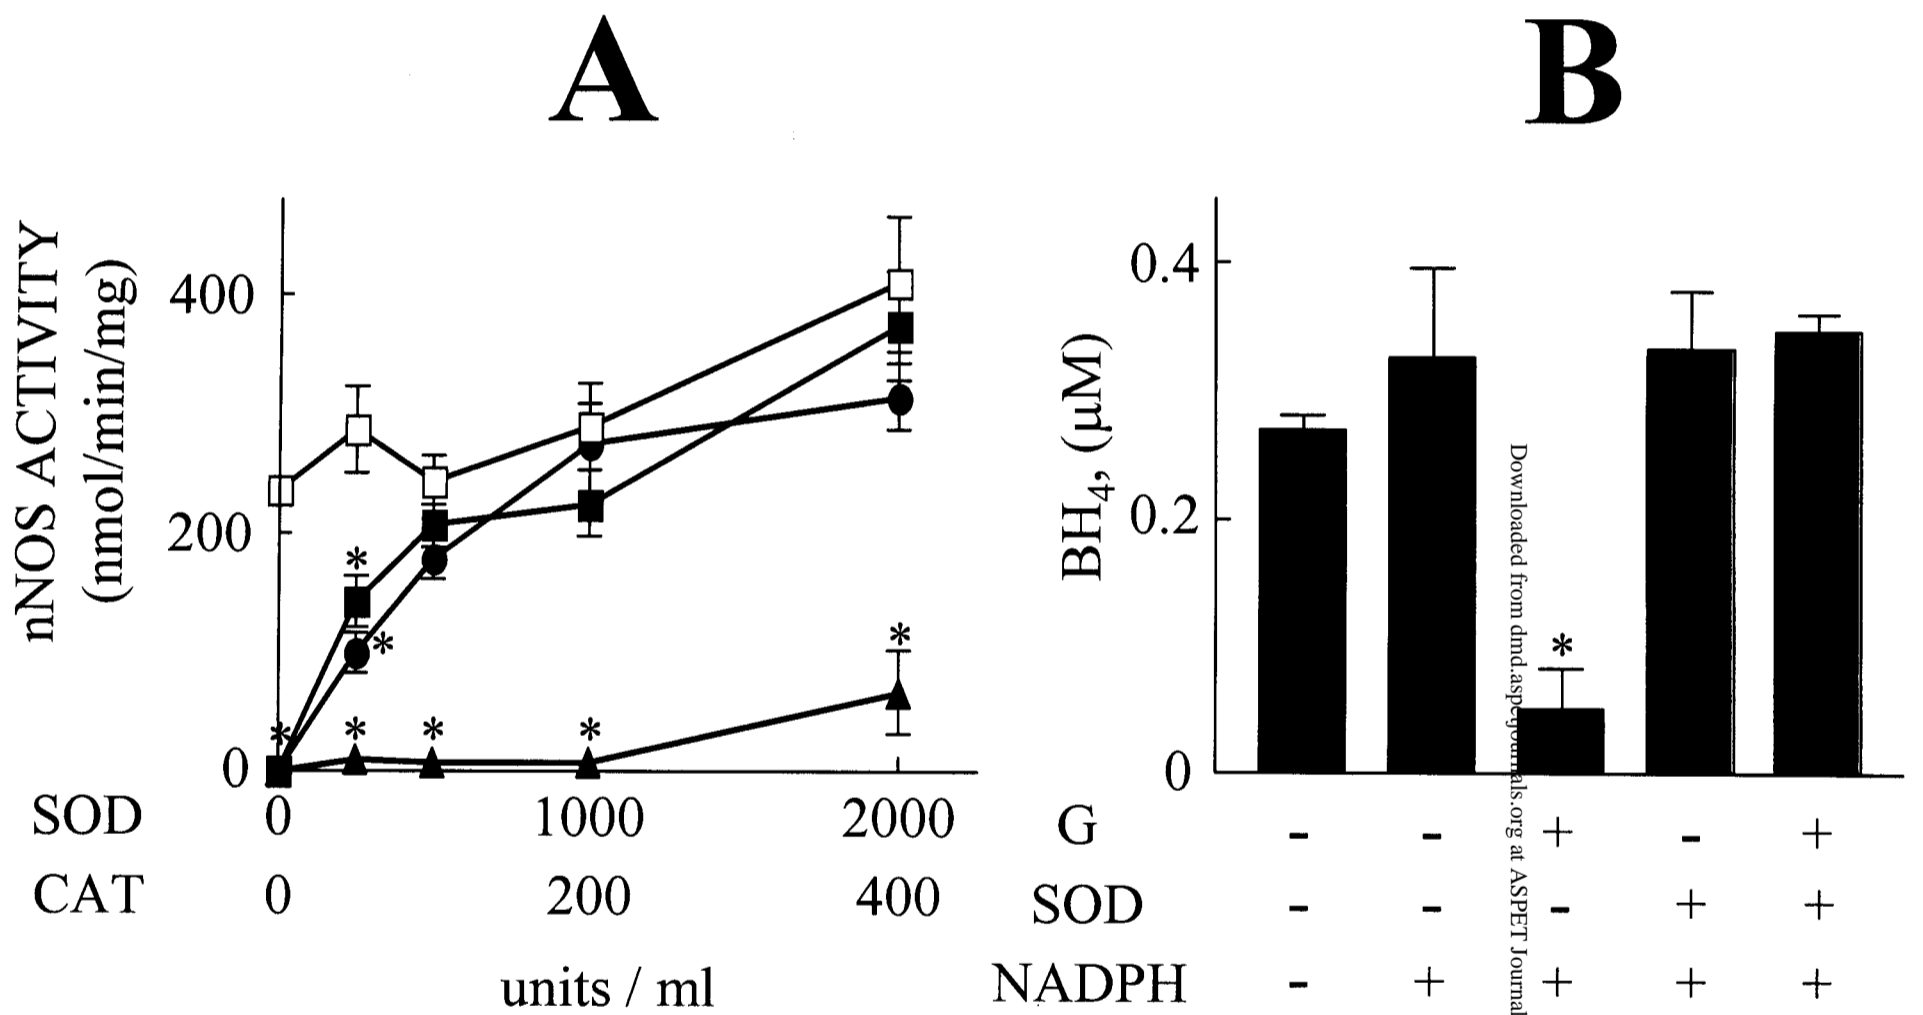 A
B
nNOS ACTIVITY
(nmol/min/mg)
400
200
0
*
*
*
*
*
*
*
SOD 0 1000 2000
CAT 0 200 400
units / ml
BH₄, (µM)
0.4
0.2
0
*
G - - + - +
SOD - - - + +
NADPH - + + + +
Downloaded from dmd.aspetjournals.org at ASPET Journal